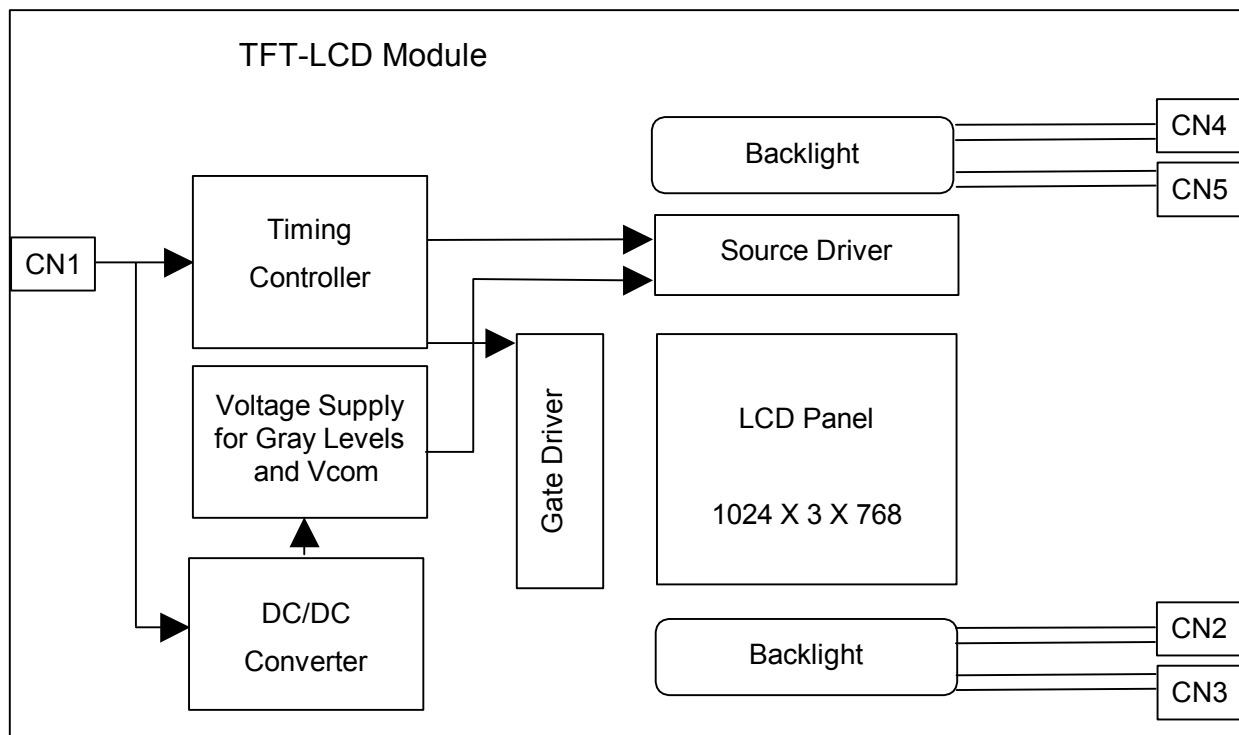 TFT-LCD Module
CN4
Backlight
CN5
Timing
Controller
Source Driver
CN1
Voltage Supply
for Gray Levels
and Vcom
Gate Driver
LCD Panel
1024 X 3 X 768
DC/DC
Converter
Backlight
CN2
CN3